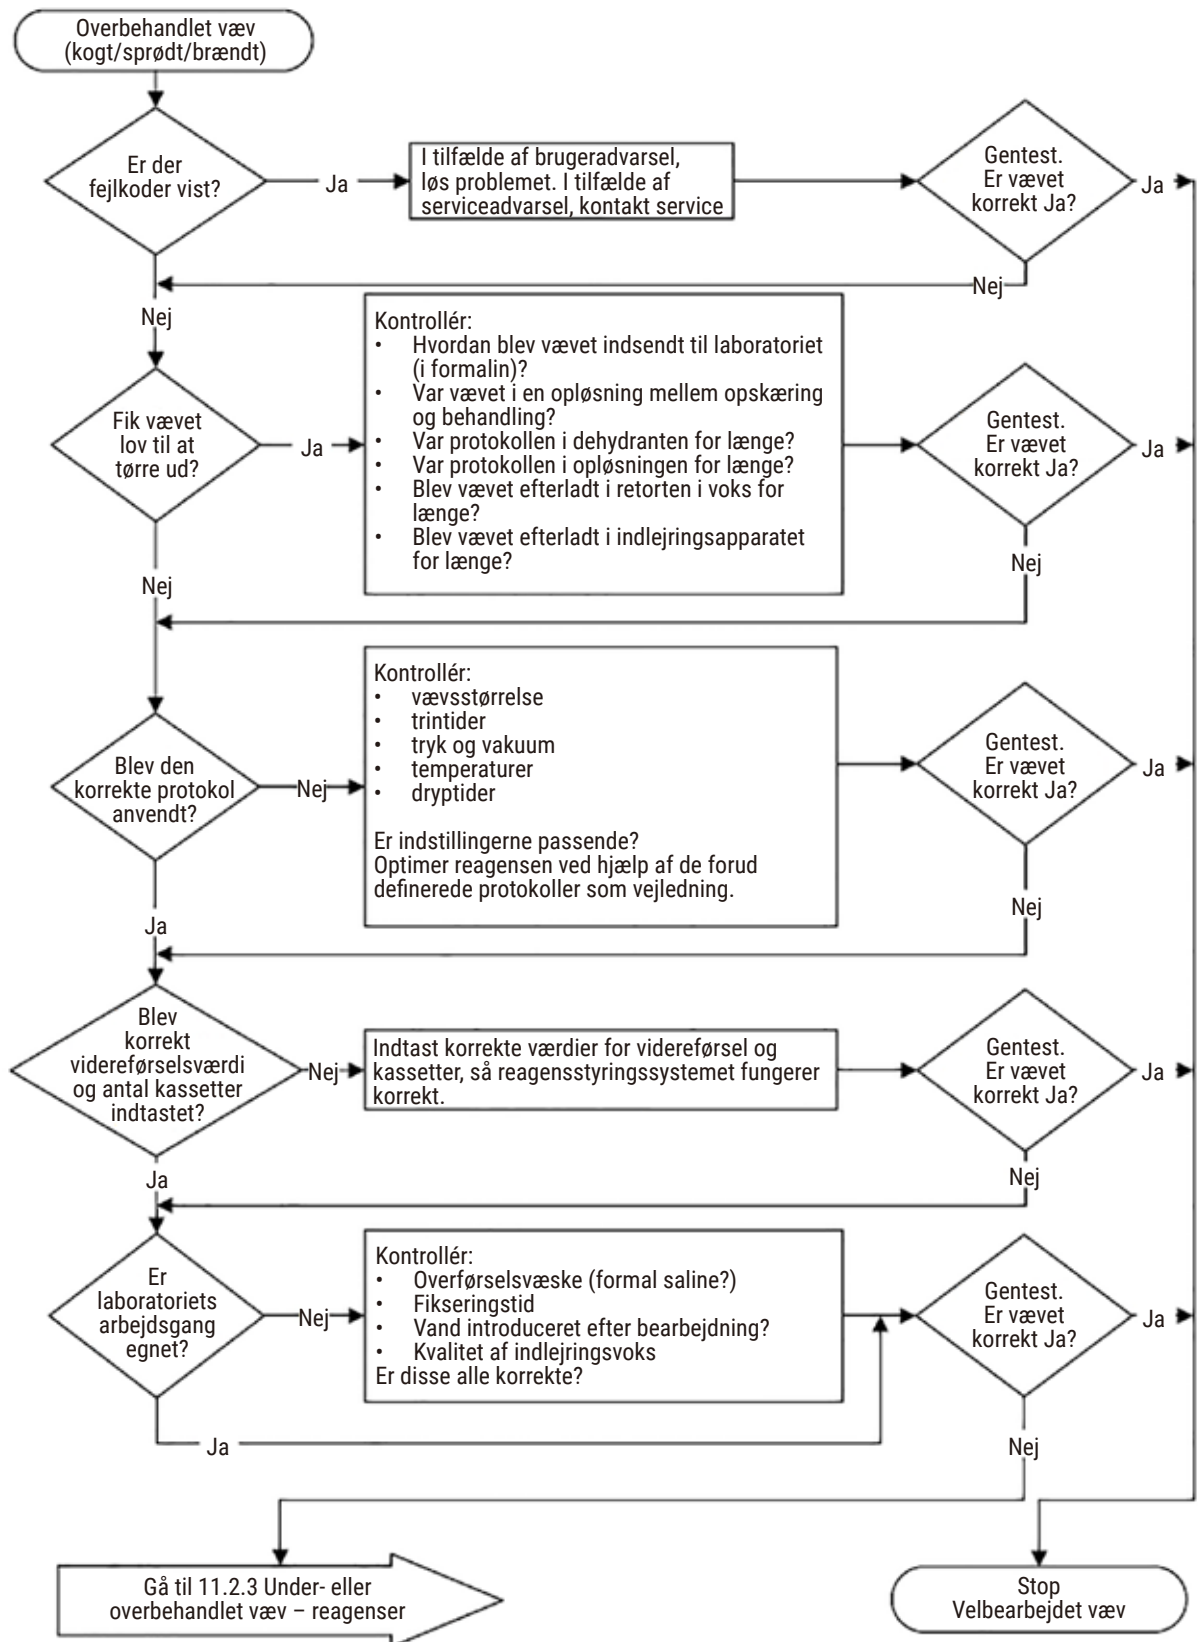 Overbehandlet væv
(kogt/sprødt/brændt)
Er der
fejlkoder vist?
Ja
I tilfælde af brugeradvarsel,
løs problemet. I tilfælde af
serviceadvarsel, kontakt service
Gentest.
Er vævet
korrekt Ja?
Ja
Nej
Nej
Fik vævet
lov til at
tørre ud?
Ja
Kontrollér:
• Hvordan blev vævet indsendt til laboratoriet
(i formalin)?
• Var vævet i en opløsning mellem opskæring
og behandling?
• Var protokollen i dehydranten for længe?
• Var protokollen i opløsningen for længe?
• Blev vævet efterladt i retorten i voks for
længe?
• Blev vævet efterladt i indlejringsapparatet
for længe?
Gentest.
Er vævet
korrekt Ja?
Ja
Nej
Nej
Blev den
korrekte protokol
anvendt?
Nej
Kontrollér:
• vævsstørrelse
• trintider
• tryk og vakuum
• temperaturer
• dryptider
Er indstillingerne passende?
Optimer reagensen ved hjælp af de forud
definerede protokoller som vejledning.
Gentest.
Er vævet
korrekt Ja?
Ja
Nej
Ja
Blev
korrekt
videreførselsværdi
og antal kassetter
indtastet?
Nej
Indtast korrekte værdier for videreførsel og
kassetter, så reagensstyringssystemet fungerer
korrekt.
Gentest.
Er vævet
korrekt Ja?
Ja
Nej
Ja
Er
laboratoriets
arbejdsgang
egnet?
Nej
Kontrollér:
• Overførselsvæske (formal saline?)
• Fikseringstid
• Vand introduceret efter bearbejdning?
• Kvalitet af indlejringsvoks
Er disse alle korrekte?
Gentest.
Er vævet
korrekt Ja?
Ja
Ja
Nej
Gå til 11.2.3 Under- eller
overbehandlet væv – reagenser
Stop
Velbearbejdet væv